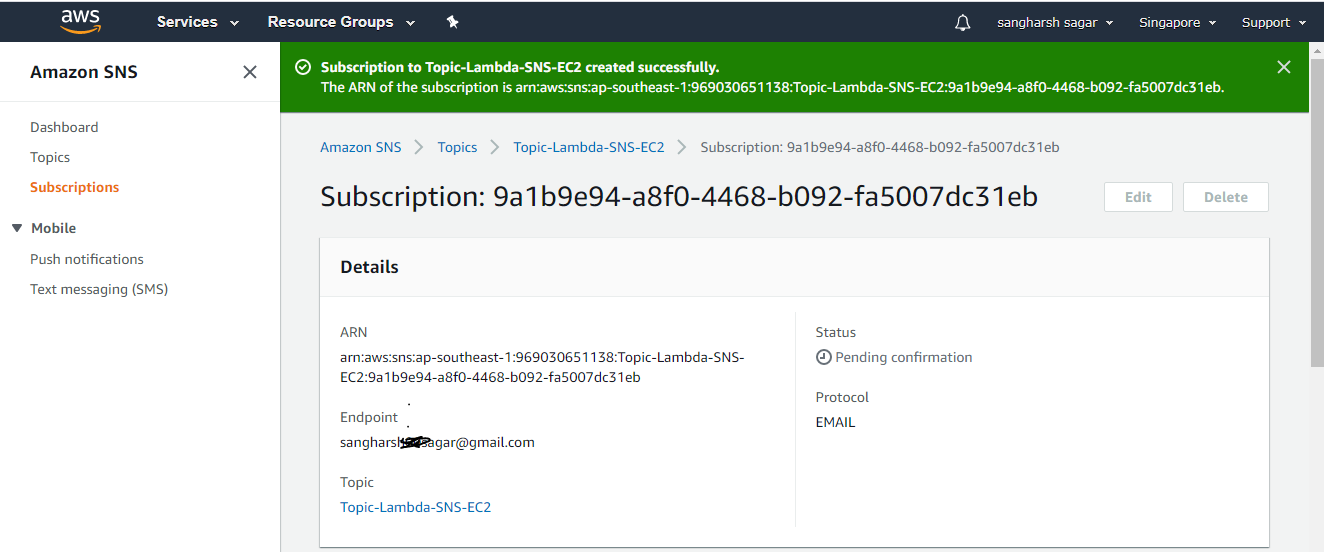 aws Services Resource Groups sangharsh sagar Singapore Support
Amazon SNS
Dashboard
Topics
Subscriptions
Mobile
Push notifications
Text messaging (SMS)
Subscription to Topic-Lambda-SNS-EC2 created successfully.
The ARN of the subscription is arn:aws:sns:ap-southeast-1:969030651138:Topic-Lambda-SNS-EC2:9a1b9e94-a8f0-4468-b092-fa5007dc31eb.
Amazon SNS Topics Topic-Lambda-SNS-EC2 Subscription: 9a1b9e94-a8f0-4468-b092-fa5007dc31eb
Subscription: 9a1b9e94-a8f0-4468-b092-fa5007dc31eb Edit Delete
Details
ARN
arn:aws:sns:ap-southeast-1:969030651138:Topic-Lambda-SNS-
EC2:9a1b9e94-a8f0-4468-b092-fa5007dc31eb
Endpoint
Topic
Topic-Lambda-SNS-EC2
Status
Pending confirmation
Protocol
EMAIL